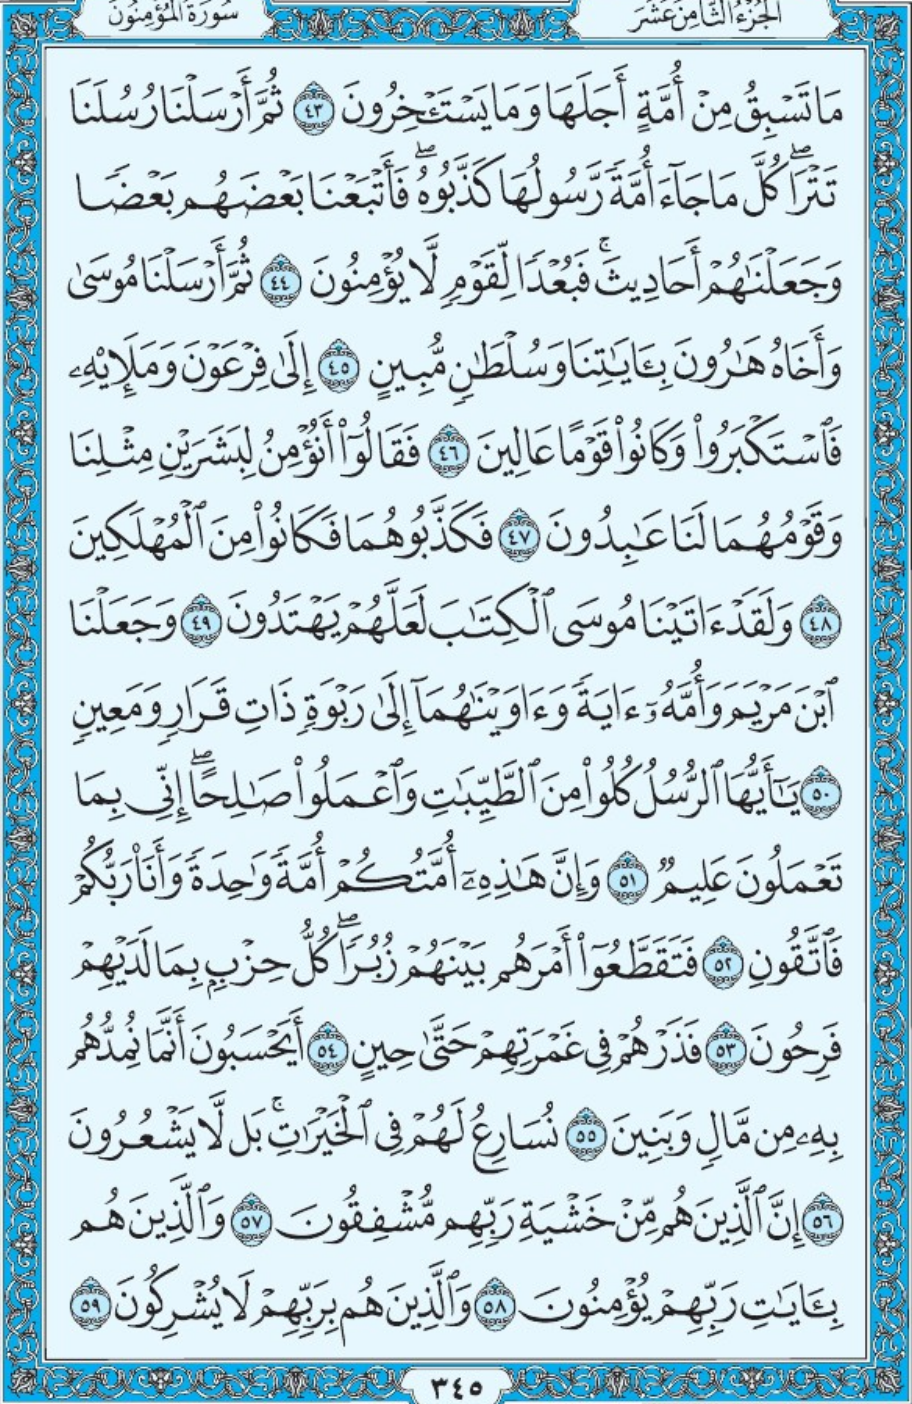 الجزء الثامن عشر
سورة المؤمنون
مَا تَسْبِقُ مِنْ أُمَّةٍ أَجَلَهَا وَمَا يَسْتَـْٔخِرُونَ ٤٣ ثُمَّ أَرْسَلْنَا رُسُلَنَا
تَتْرَاۖ كُلَّ مَا جَآءَ أُمَّةً رَّسُولُهَا كَذَّبُوهُۖ فَأَتْبَعْنَا بَعْضَهُم بَعْضًا
وَجَعَلْنَٰهُمْ أَحَادِيثَۚ فَبُعْدًا لِّقَوْمٍ لَّا يُؤْمِنُونَ ٤٤ ثُمَّ أَرْسَلْنَا مُوسَىٰ
وَأَخَاهُ هَٰرُونَ بِـَٔايَٰتِنَا وَسُلْطَٰنٍ مُّبِينٍ ٤٥ إِلَىٰ فِرْعَوْنَ وَمَلَإِي۟هِۦ
فَٱسْتَكْبَرُوا۟ وَكَانُوا۟ قَوْمًا عَالِينَ ٤٦ فَقَالُوٓا۟ أَنُؤْمِنُ لِبَشَرَيْنِ مِثْلِنَا
وَقَوْمُهُمَا لَنَا عَٰبِدُونَ ٤٧ فَكَذَّبُوهُمَا فَكَانُوا۟ مِنَ ٱلْمُهْلَكِينَ
٤٨ وَلَقَدْ ءَاتَيْنَا مُوسَى ٱلْكِتَٰبَ لَعَلَّهُمْ يَهْتَدُونَ ٤٩ وَجَعَلْنَا
ٱبْنَ مَرْيَمَ وَأُمَّهُۥٓ ءَايَةً وَءَاوَيْنَٰهُمَآ إِلَىٰ رَبْوَةٍ ذَاتِ قَرَارٍ وَمَعِينٍ
٥٠ يَٰٓأَيُّهَا ٱلرُّسُلُ كُلُوا۟ مِنَ ٱلطَّيِّبَٰتِ وَٱعْمَلُوا۟ صَٰلِحًاۖ إِنِّى بِمَا
تَعْمَلُونَ عَلِيمٌ ٥١ وَإِنَّ هَٰذِهِۦٓ أُمَّتُكُمْ أُمَّةً وَٰحِدَةً وَأَنَا۠ رَبُّكُمْ
فَٱتَّقُونِ ٥٢ فَتَقَطَّعُوٓا۟ أَمْرَهُم بَيْنَهُمْ زُبُرًاۖ كُلُّ حِزْبٍۭ بِمَا لَدَيْهِمْ
فَرِحُونَ ٥٣ فَذَرْهُمْ فِى غَمْرَتِهِمْ حَتَّىٰ حِينٍ ٥٤ أَيَحْسَبُونَ أَنَّمَا نُمِدُّهُم
بِهِۦ مِن مَّالٍ وَبَنِينَ ٥٥ نُسَارِعُ لَهُمْ فِى ٱلْخَيْرَٰتِۚ بَل لَّا يَشْعُرُونَ
٥٦ إِنَّ ٱلَّذِينَ هُم مِّنْ خَشْيَةِ رَبِّهِم مُّشْفِقُونَ ٥٧ وَٱلَّذِينَ هُم
بِـَٔايَٰتِ رَبِّهِمْ يُؤْمِنُونَ ٥٨ وَٱلَّذِينَ هُم بِرَبِّهِمْ لَا يُشْرِكُونَ ٥٩
٣٤٥